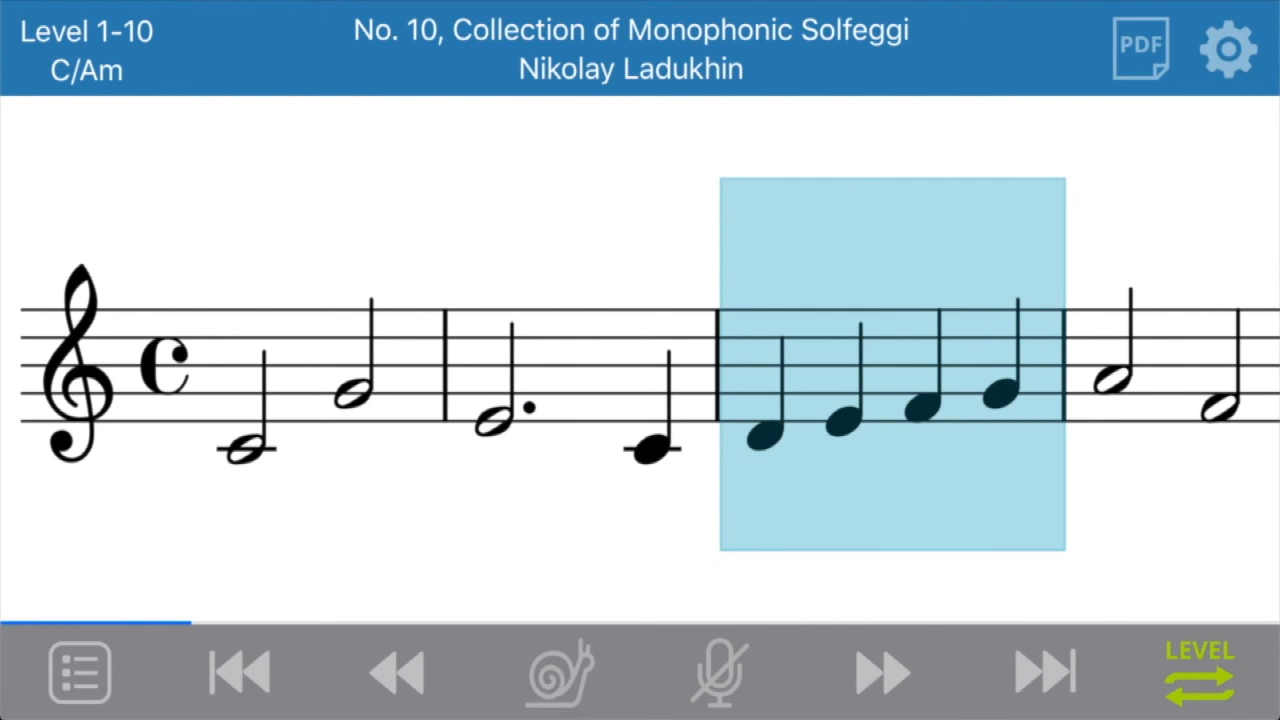 Level 1-10
C/Am
No. 10, Collection of Monophonic Solfeggi
Nikolay Ladukhin
PDF
LEVEL